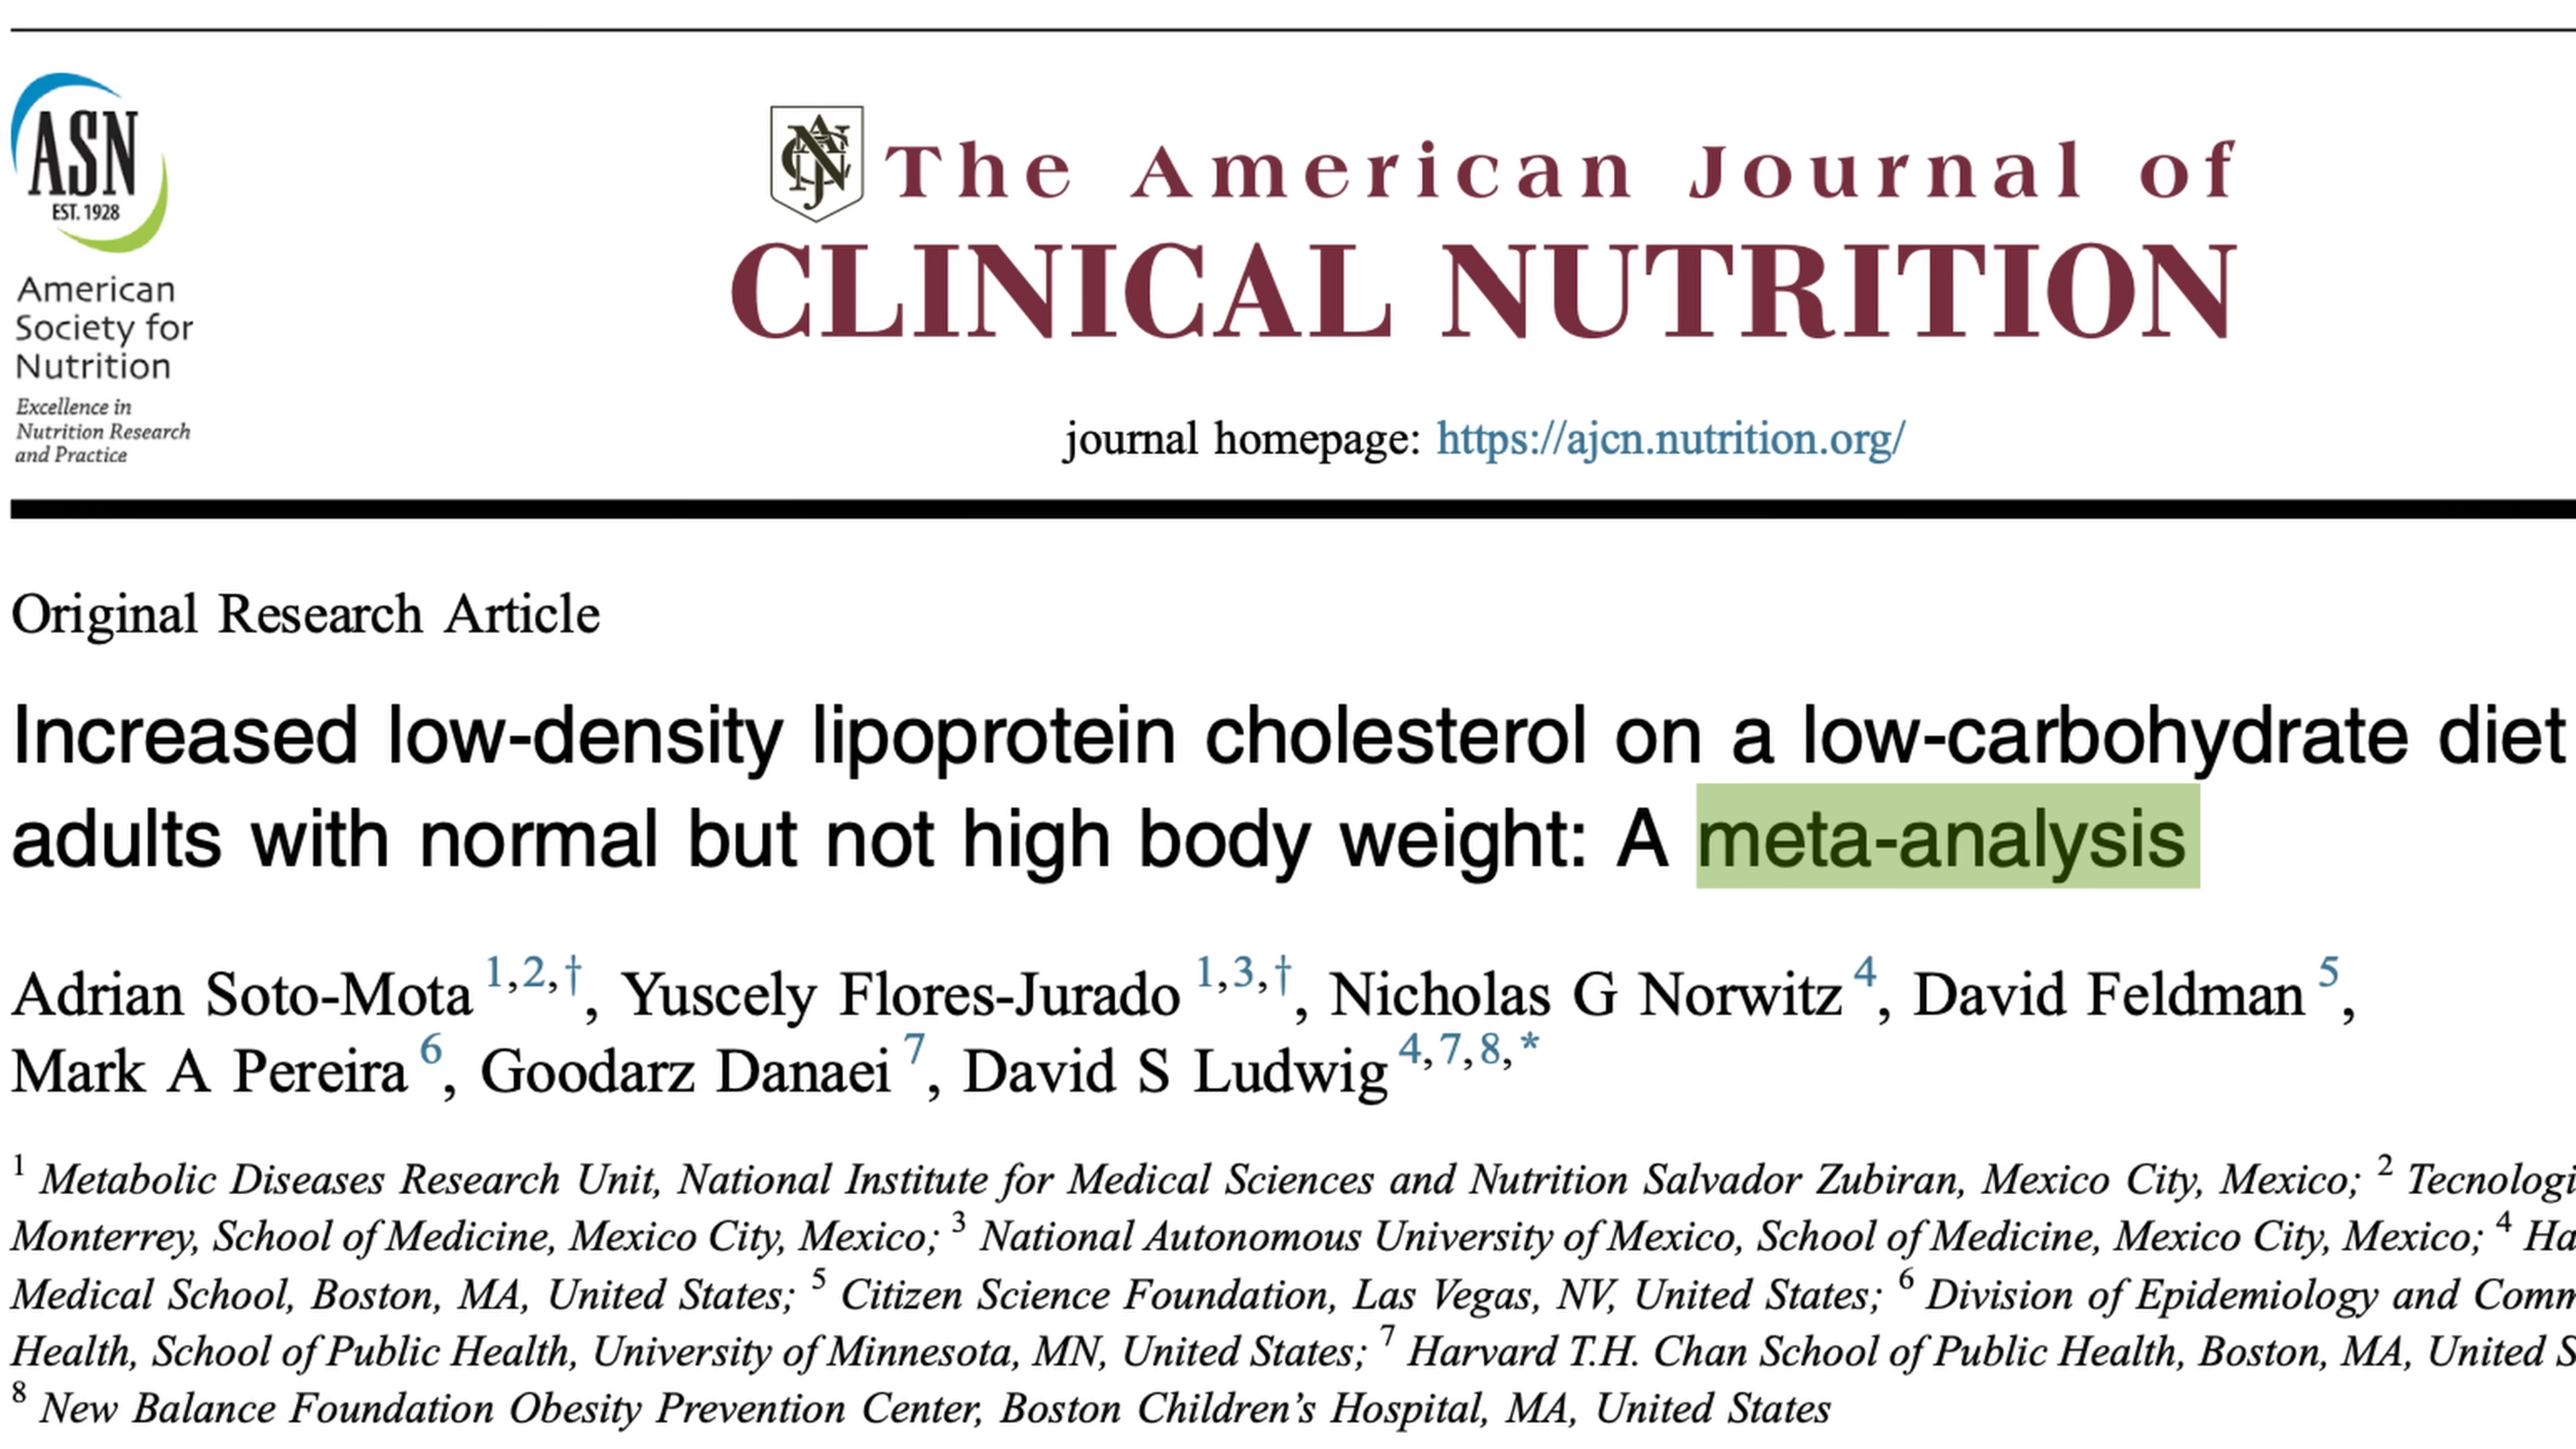 ASN
EST. 1928
American
Society for
Nutrition
Excellence in
Nutrition Research
and Practice
The American Journal of
CLINICAL NUTRITION
journal homepage: https://ajcn.nutrition.org/
Original Research Article
Increased low-density lipoprotein cholesterol on a low-carbohydrate diet
adults with normal but not high body weight: A meta-analysis
Adrian Soto-Mota 1,2,†, Yuscely Flores-Jurado 1,3,†, Nicholas G Norwitz 4, David Feldman 5,
Mark A Pereira 6, Goodarz Danaei 7, David S Ludwig 4,7,8,*
1 Metabolic Diseases Research Unit, National Institute for Medical Sciences and Nutrition Salvador Zubiran, Mexico City, Mexico; 2 Tecnologi
Monterrey, School of Medicine, Mexico City, Mexico; 3 National Autonomous University of Mexico, School of Medicine, Mexico City, Mexico; 4 Ha
Medical School, Boston, MA, United States; 5 Citizen Science Foundation, Las Vegas, NV, United States; 6 Division of Epidemiology and Comm
Health, School of Public Health, University of Minnesota, MN, United States; 7 Harvard T.H. Chan School of Public Health, Boston, MA, United S
8 New Balance Foundation Obesity Prevention Center, Boston Children's Hospital, MA, United States